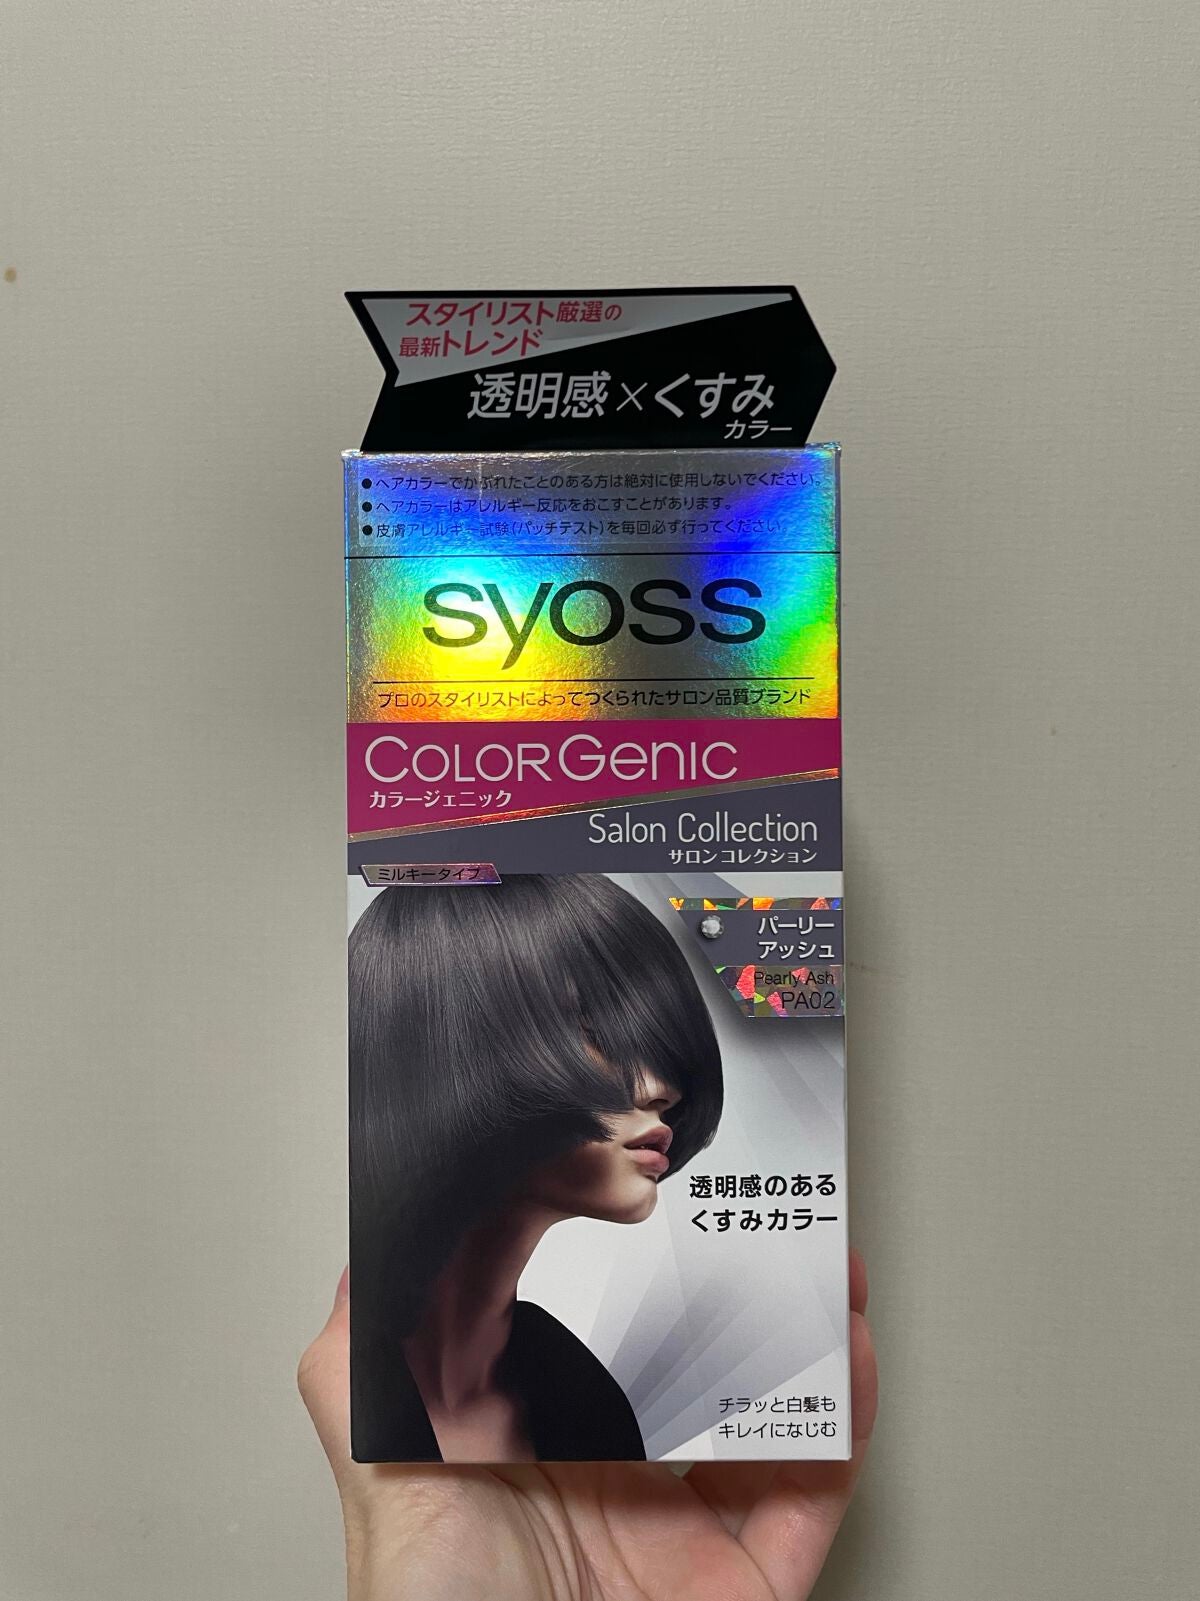 スタイリスト厳選の
最新トレンド
透明感×くすみ
カラー
●ヘアカラーでかぶれたことのある方は絶対に使用しないでください。
●ヘアカラーはアレルギー反応をおこすことがあります。
●皮膚アレルギー試験(パッチテスト)を毎回必ず行ってください。
syoss
プロのスタイリストによってつくられたサロン品質ブランド
COLORGenic
カラージェニック
Salon Collection
サロンコレクション
ミルキータイプ
パーリー
アッシュ
Pearly Ash
PA02
透明感のある
くすみカラー
チラッと白髪も
キレイになじむ